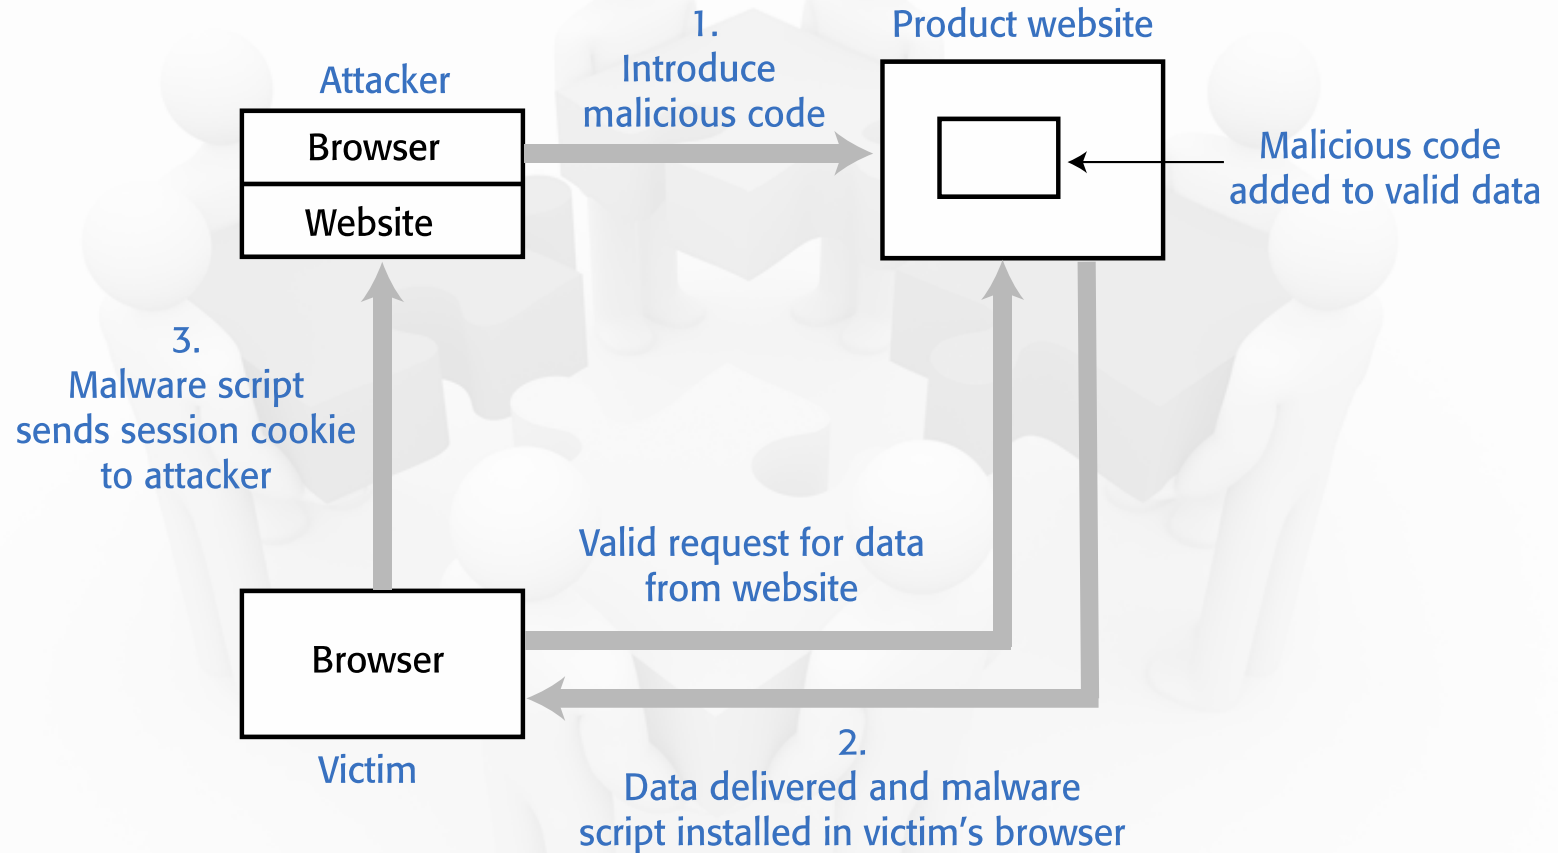 1.
Introduce
malicious code
Product website
Attacker
Browser
Website
Malicious code
added to valid data
3.
Malware script
sends session cookie
to attacker
Valid request for data
from website
Browser
Victim
2.
Data delivered and malware
script installed in victim’s browser